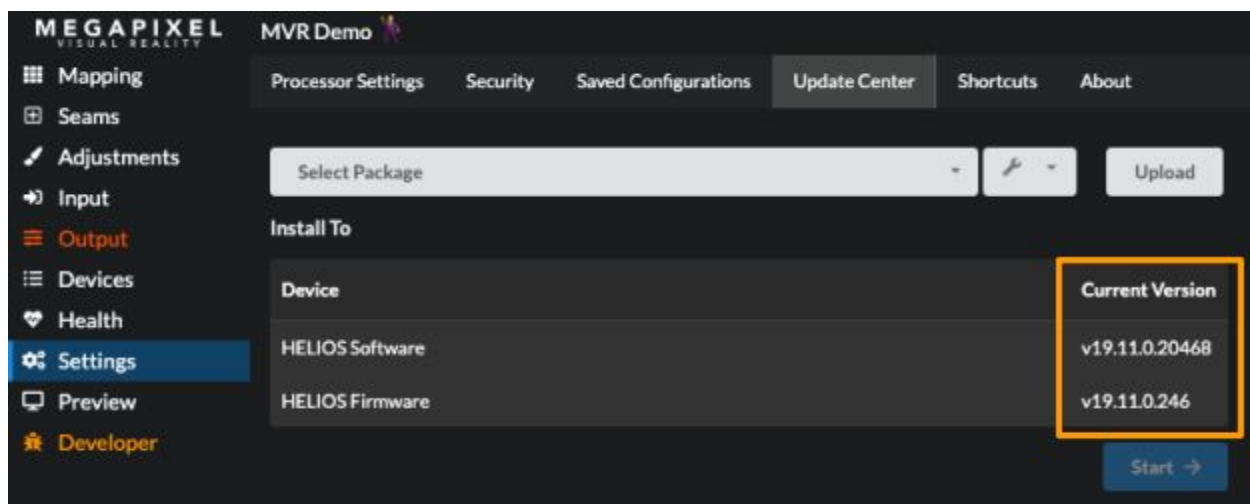 MEGAPIXEL
VISUAL REALITY
MVR Demo
Mapping
Seams
Adjustments
Input
Output
Devices
Health
Settings
Preview
Developer
Processor Settings Security Saved Configurations Update Center Shortcuts About
Select Package Upload
Install To
Device Current Version
HELIOS Software v19.11.0.20468
HELIOS Firmware v19.11.0.246
Start →